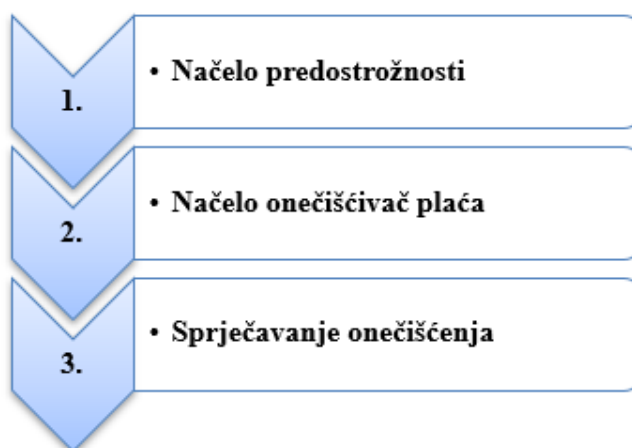 1.
• Načelo predostrožnosti
2.
• Načelo onečišćivač plaća
3.
• Sprječavanje onečišćenja